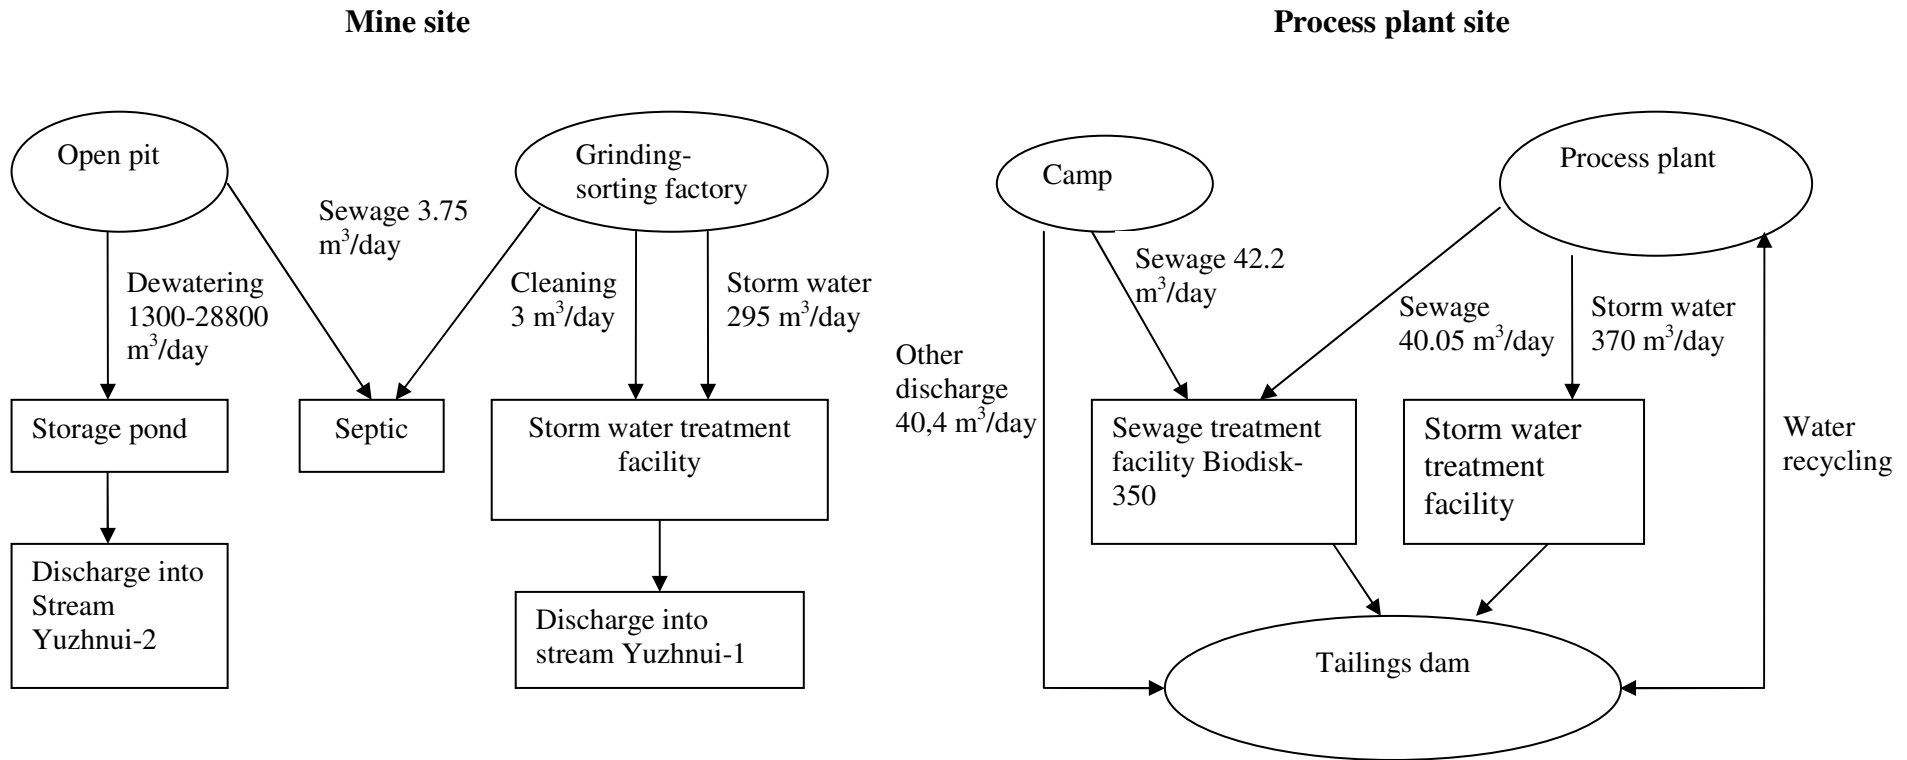 Mine site
Process plant site
Open pit
Sewage 3.75
m³/day
Grinding-
sorting factory
Dewatering
1300-28800
m³/day
Cleaning
3 m³/day
Storm water
295 m³/day
Storage pond
Septic
Storm water treatment
facility
Discharge into
Stream
Yuzhnui-2
Discharge into
stream Yuzhnui-1
Camp
Process plant
Sewage 42.2
m³/day
Sewage
40.05 m³/day
Storm water
370 m³/day
Other
discharge
40,4 m³/day
Sewage treatment
facility Biodisk-
350
Storm water
treatment
facility
Water
recycling
Tailings dam